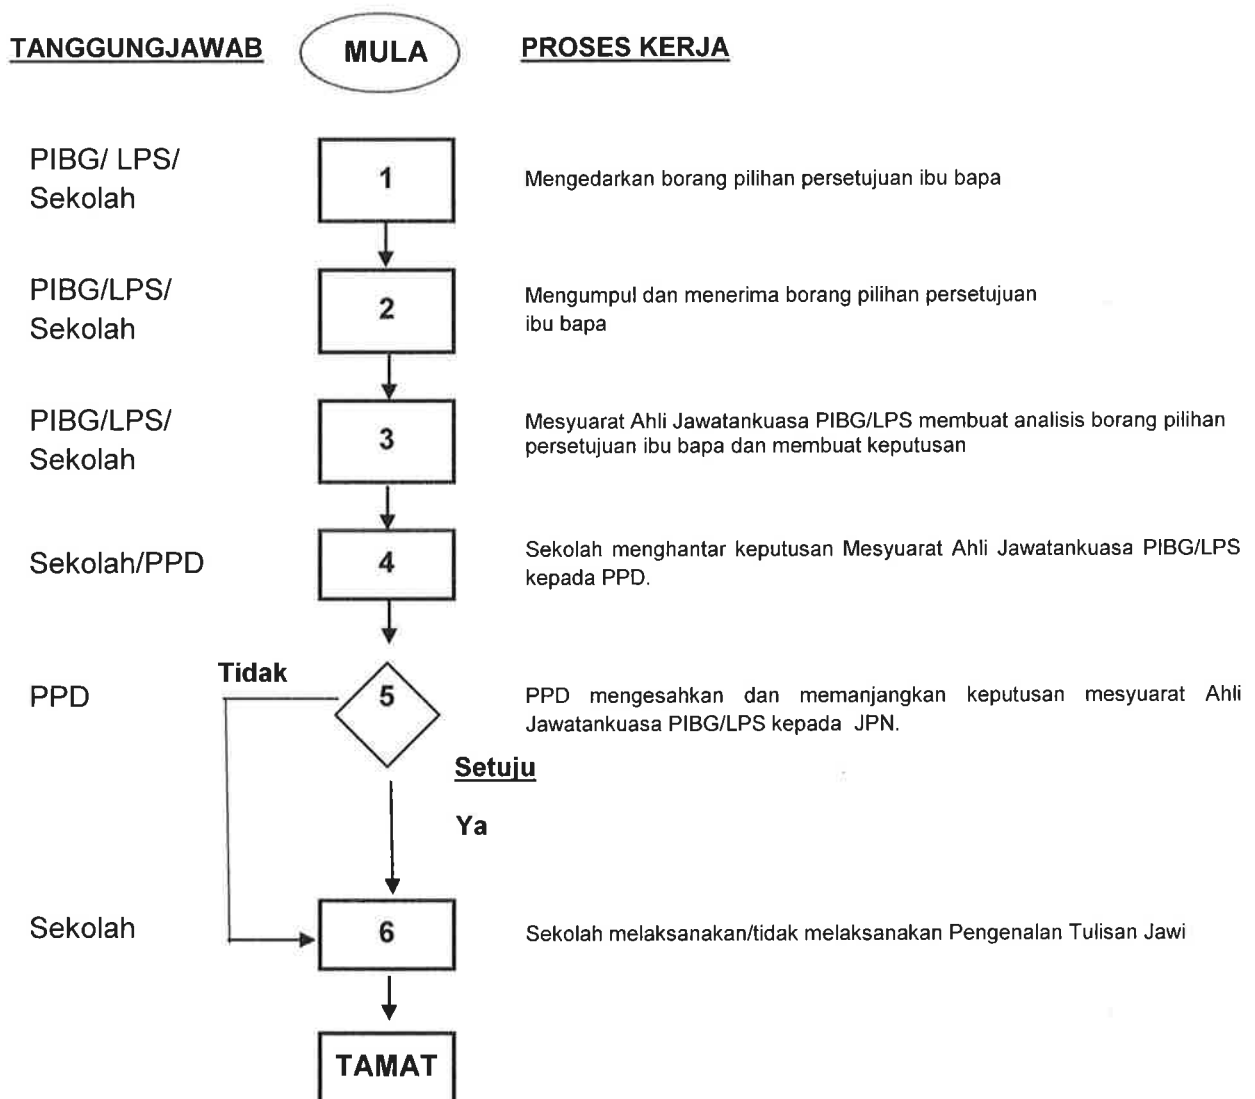 TANGGUNGJAWAB MULA PROSES KERJA
PIBG/ LPS/
Sekolah
1
Mengedarkan borang pilihan persetujuan ibu bapa
PIBG/LPS/
Sekolah
2
Mengumpul dan menerima borang pilihan persetujuan
ibu bapa
PIBG/LPS/
Sekolah
3
Mesyuarat Ahli Jawatankuasa PIBG/LPS membuat analisis borang pilihan
persetujuan ibu bapa dan membuat keputusan
Sekolah/PPD
4
Sekolah menghantar keputusan Mesyuarat Ahli Jawatankuasa PIBG/LPS
kepada PPD.
PPD
Tidak
5
PPD mengesahkan dan memanjangkan keputusan mesyuarat Ahli
Jawatankuasa PIBG/LPS kepada JPN.
Setuju
Ya
Sekolah
6
Sekolah melaksanakan/tidak melaksanakan Pengenalan Tulisan Jawi
TAMAT